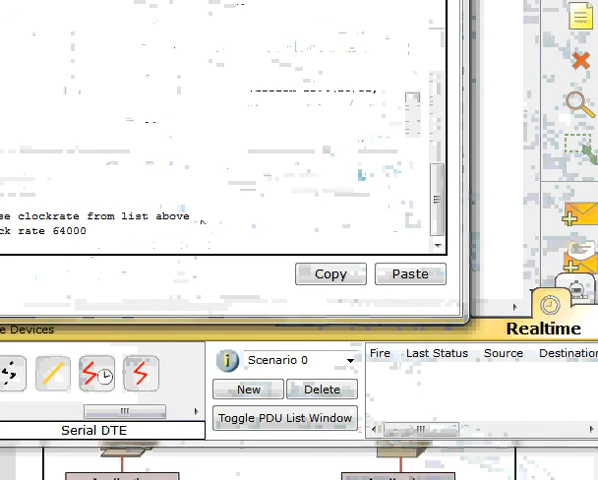 se clockrate from list above
ck rate 64000
Copy Paste
Realtime
e Devices
Scenario 0
Fire Last Status Source Destination
New Delete
Toggle PDU List Window
Serial DTE